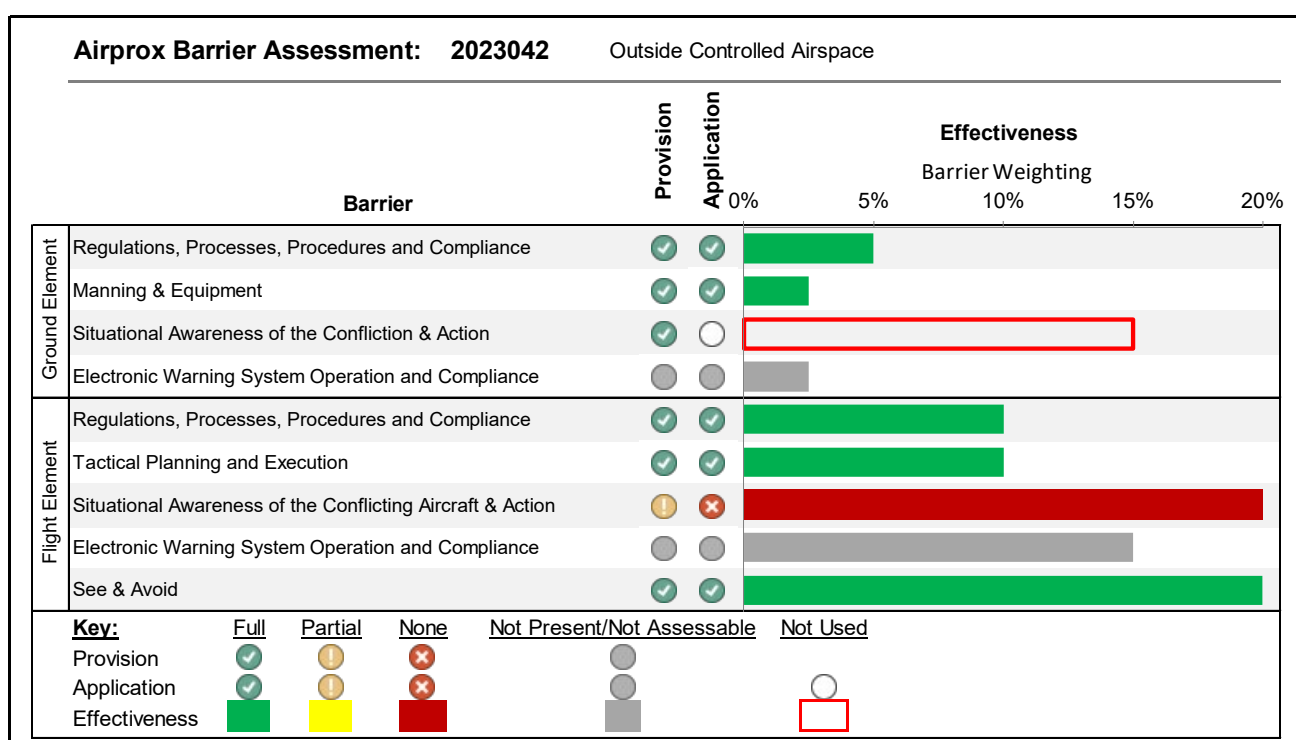 Airprox Barrier Assessment: 2023042 Outside Controlled Airspace
Provision
Application
Effectiveness
Barrier Weighting
Barrier
0% 5% 10% 15% 20%
Ground Element
Regulations, Processes, Procedures and Compliance
Manning & Equipment
Situational Awareness of the Confliction & Action
Electronic Warning System Operation and Compliance
Flight Element
Regulations, Processes, Procedures and Compliance
Tactical Planning and Execution
Situational Awareness of the Conflicting Aircraft & Action
Electronic Warning System Operation and Compliance
See & Avoid
Key: Full Partial None Not Present/Not Assessable Not Used
Provision
Application
Effectiveness